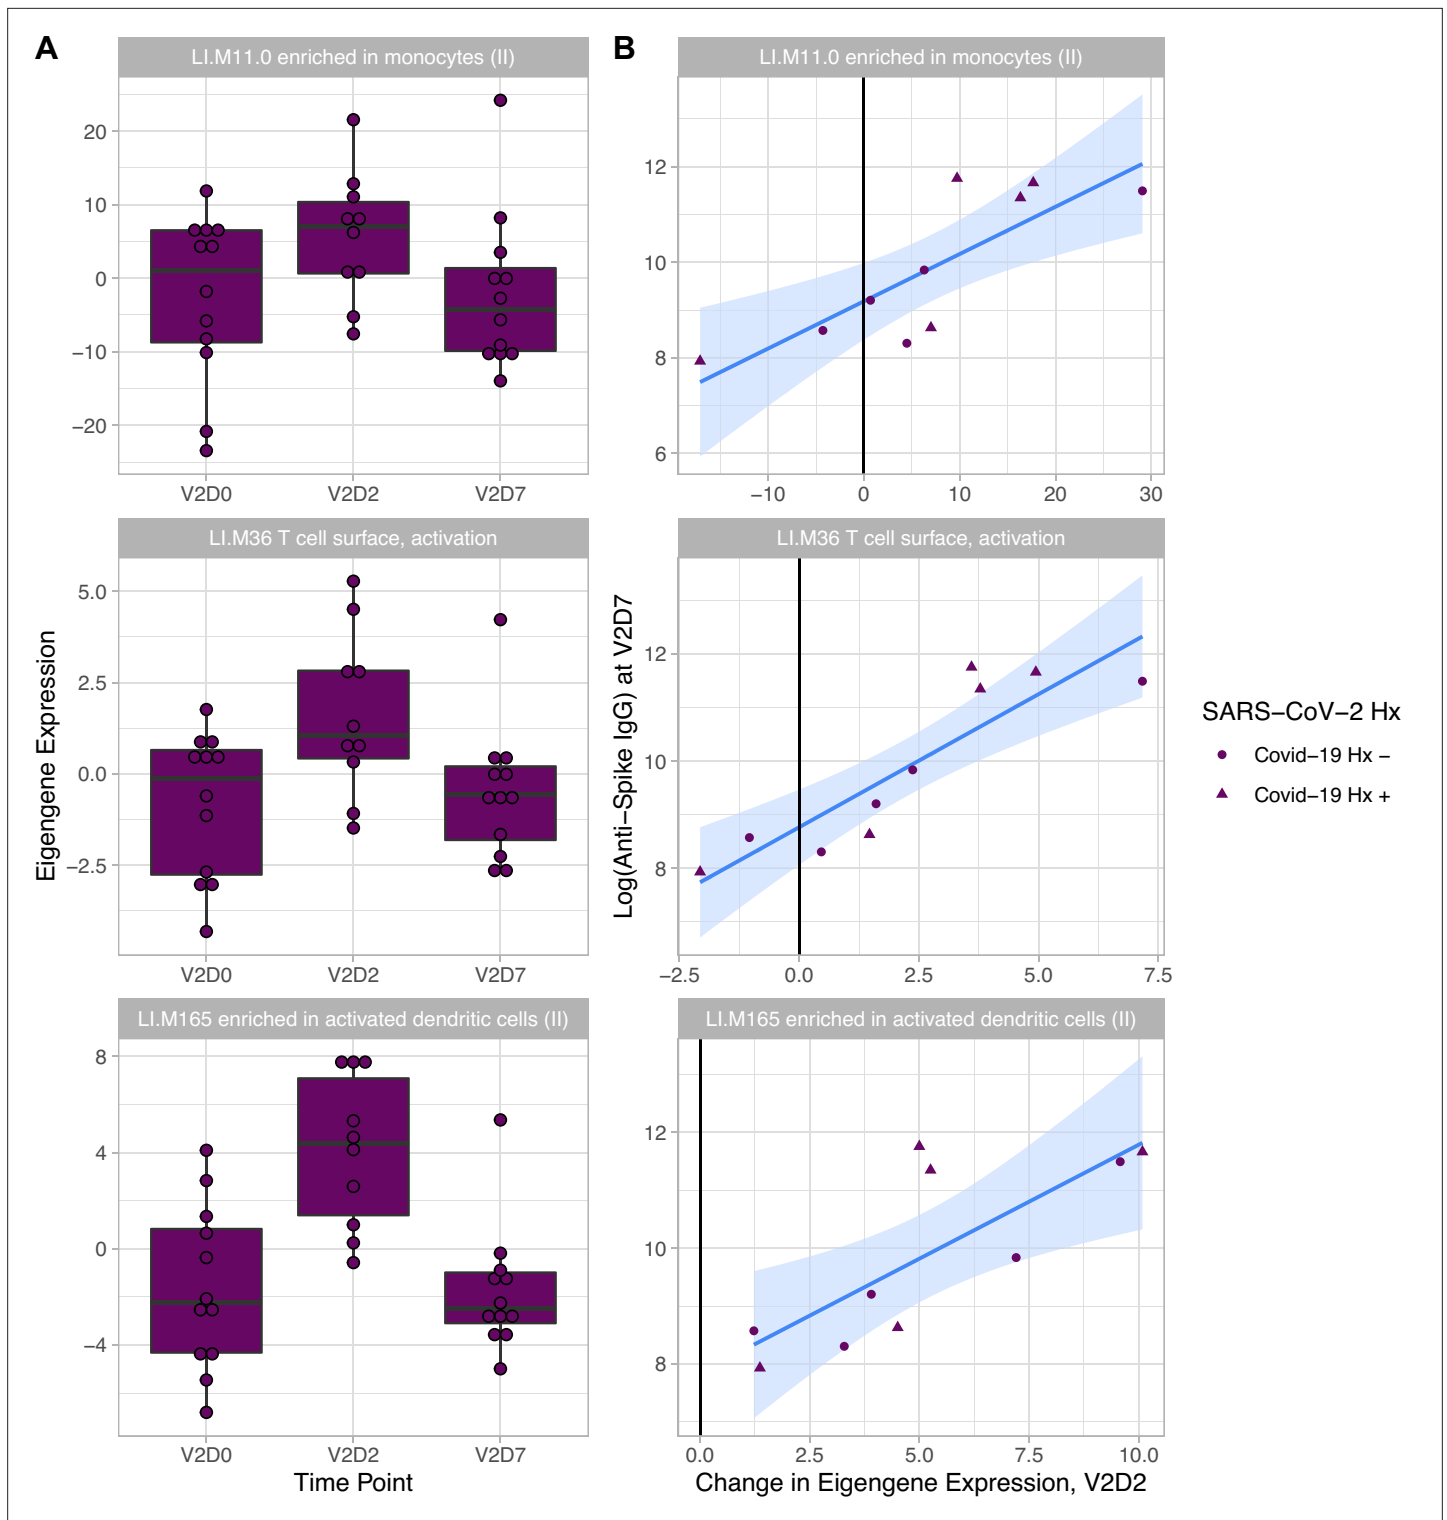 A
B
LI.M11.0 enriched in monocytes (II)
LI.M11.0 enriched in monocytes (II)
20
10
0
−10
−20
V2D0 V2D2 V2D7
12
10
8
6
−10 0 10 20 30
LI.M36 T cell surface, activation
LI.M36 T cell surface, activation
Eigengene Expression
5.0
2.5
0.0
−2.5
V2D0 V2D2 V2D7
Log(Anti−Spike IgG) at V2D7
12
10
8
−2.5 0.0 2.5 5.0 7.5
SARS−CoV−2 Hx
Covid−19 Hx −
Covid−19 Hx +
LI.M165 enriched in activated dendritic cells (II)
LI.M165 enriched in activated dendritic cells (II)
8
4
0
−4
V2D0 V2D2 V2D7
Time Point
12
10
8
0.0 2.5 5.0 7.5 10.0
Change in Eigengene Expression, V2D2